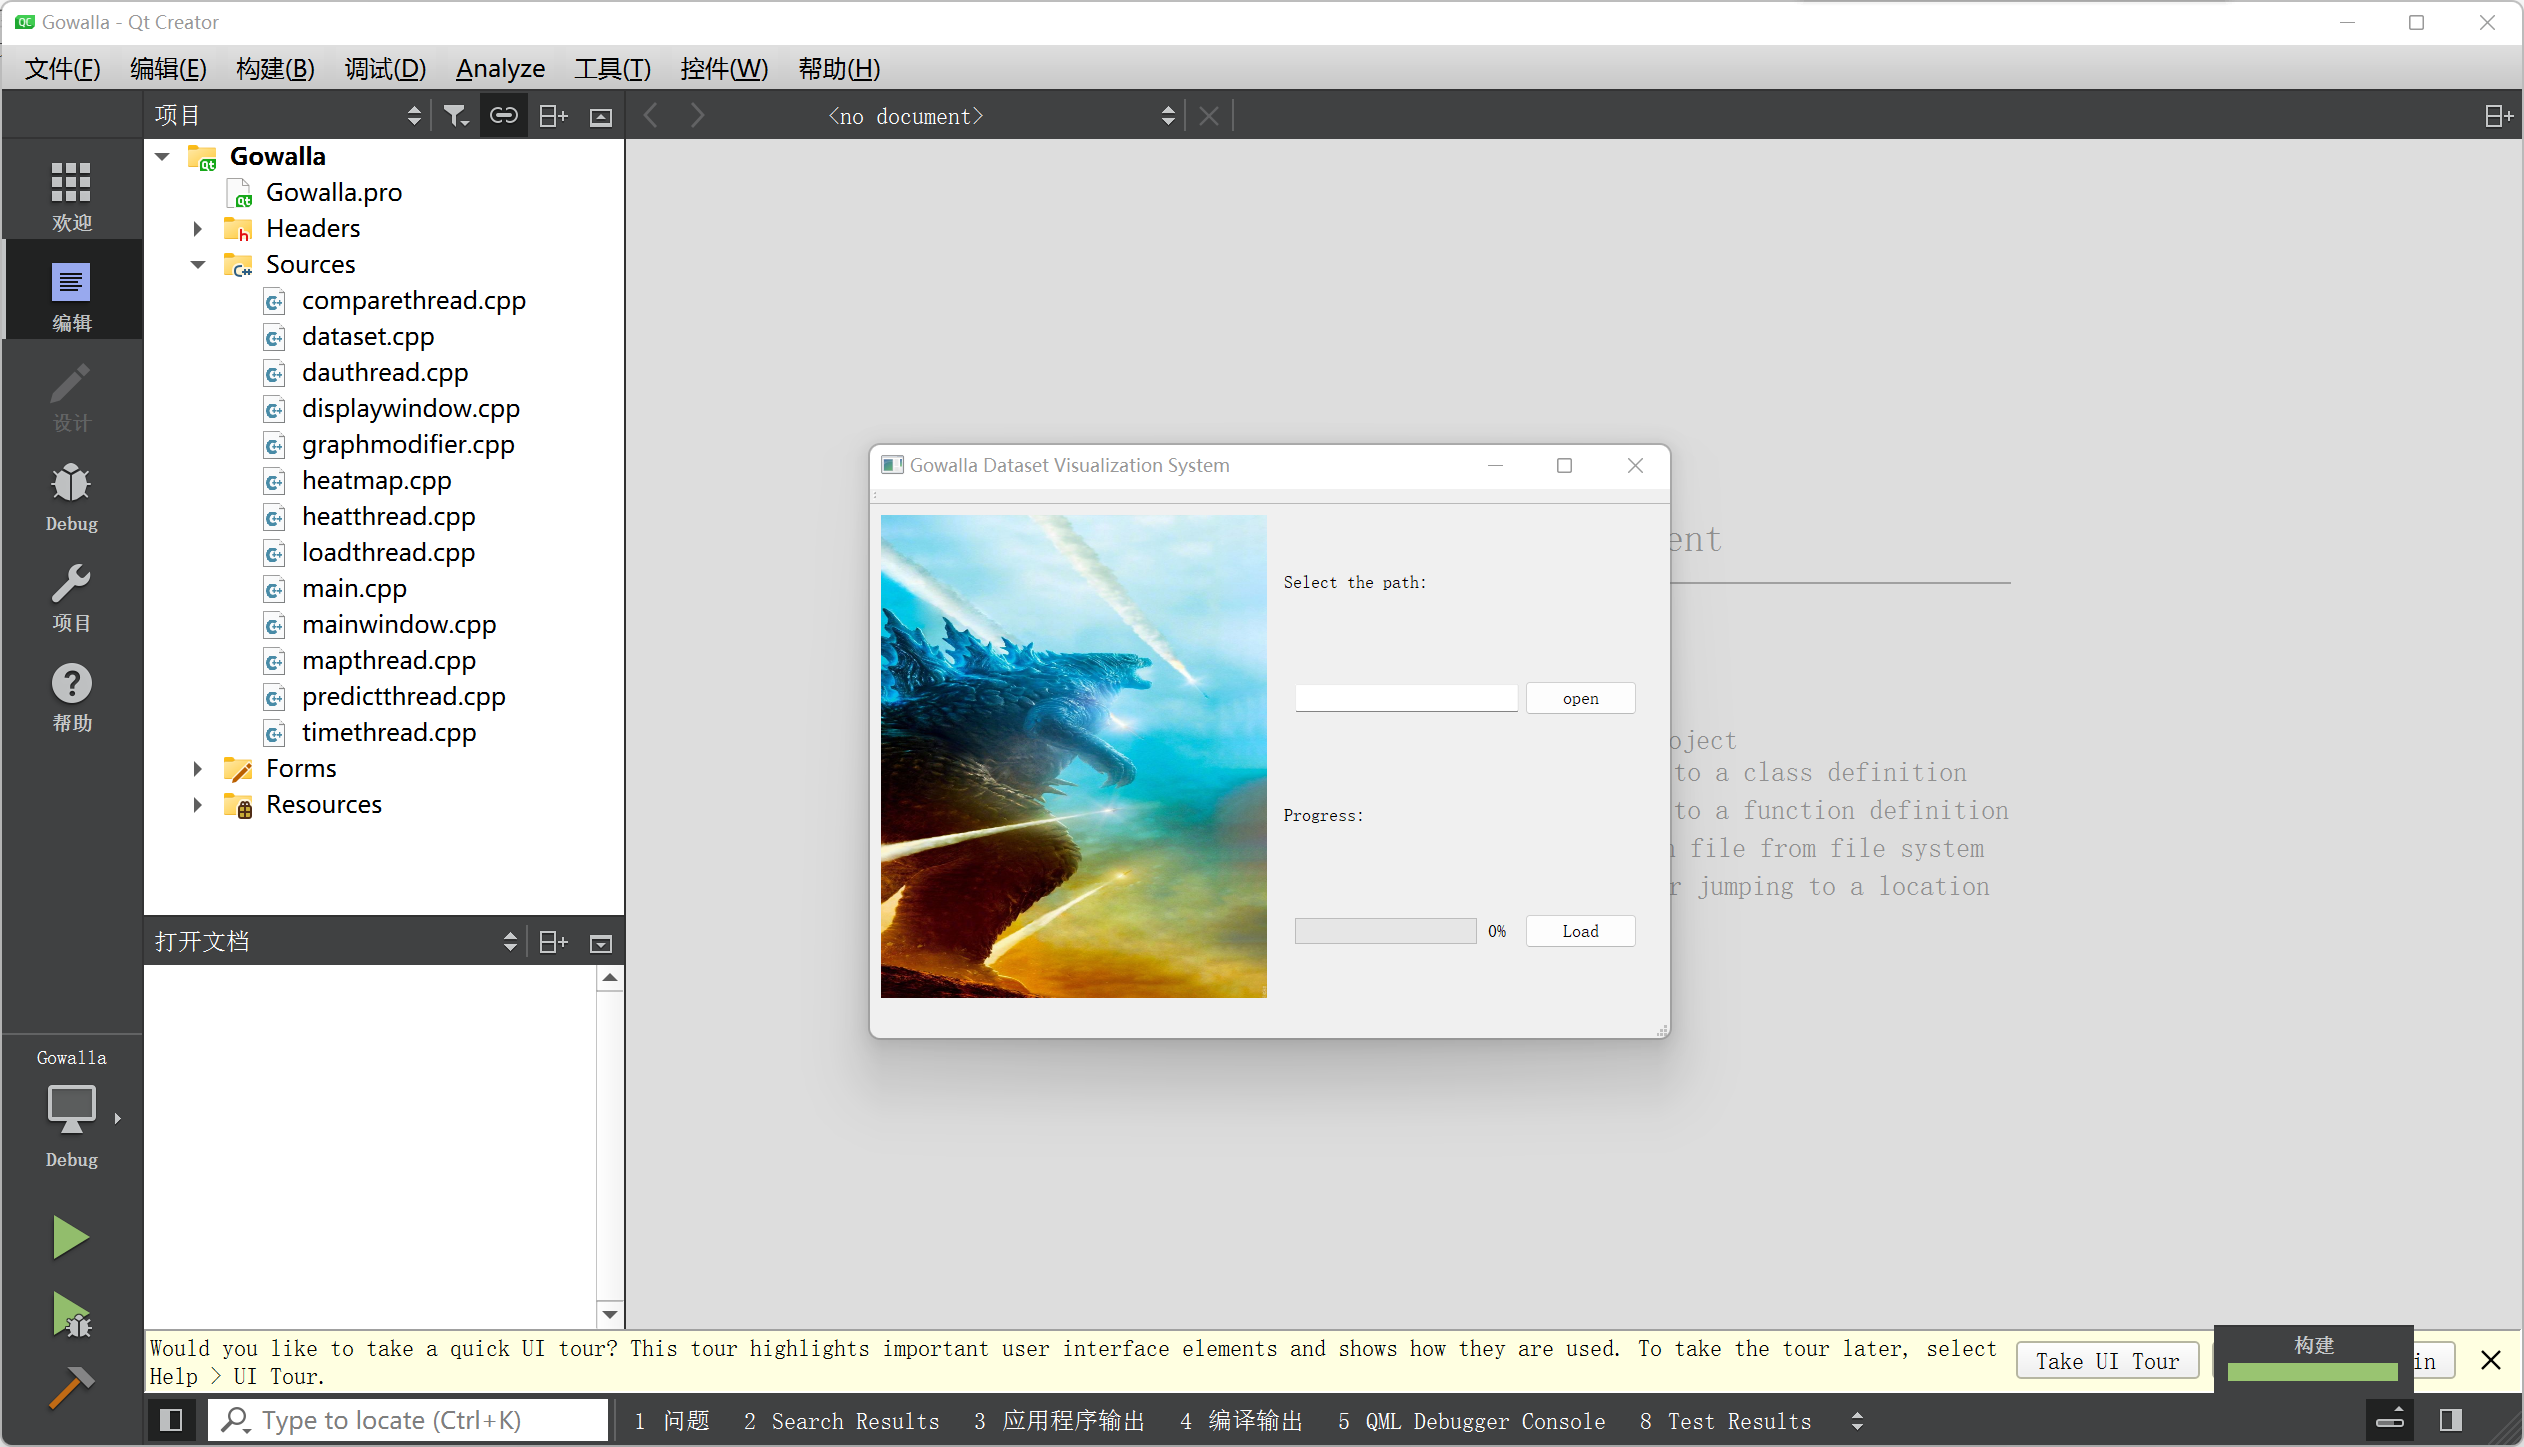 Gowalla - Qt Creator
文件(F) 编辑(E) 构建(B) 调试(D) Analyze 工具(T) 控件(W) 帮助(H)
项目
<no document>
欢迎
编辑
设计
Debug
项目
帮助
Gowalla
Debug
Gowalla
Gowalla.pro
Headers
Sources
comparethread.cpp
dataset.cpp
dauthread.cpp
displaywindow.cpp
graphmodifier.cpp
heatmap.cpp
heatthread.cpp
loadthread.cpp
main.cpp
mainwindow.cpp
mapthread.cpp
predictthread.cpp
timethread.cpp
Forms
Resources
打开文档
Gowalla Dataset Visualization System
Select the path:
open
Progress:
0% Load
ent
oject
to a class definition
to a function definition
file from file system
r jumping to a location
Would you like to take a quick UI tour? This tour highlights important user interface elements and shows how they are used. To take the tour later, select
Help > UI Tour.
Take UI Tour
in
构建
Type to locate (Ctrl+K)
1 问题 2 Search Results 3 应用程序输出 4 编译输出 5 QML Debugger Console 8 Test Results